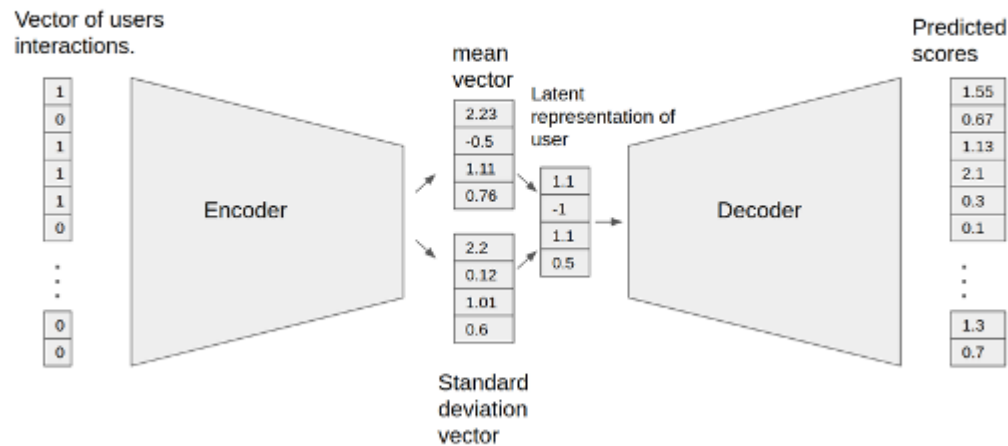 Vector of users
interactions.
1
0
1
1
1
0
0
0
Encoder
mean
vector
2.23
-0.5
1.11
0.76
2.2
0.12
1.01
0.6
Standard
deviation
vector
Latent
representation of
user
1.1
-1
1.1
0.5
Decoder
Predicted
scores
1.55
0.67
1.13
2.1
0.3
0.1
1.3
0.7